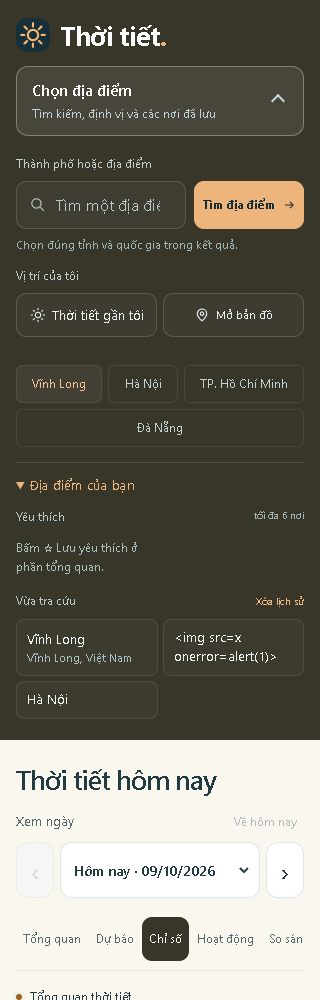 Thời tiết.
Chọn địa điểm
Tìm kiếm, định vị và các nơi đã lưu
Thành phố hoặc địa điểm
Tìm một địa
Tìm địa điểm →
Chọn đúng tỉnh và quốc gia trong kết quả.
Vị trí của tôi
Thời tiết gần tôi
Mở bản đồ
Vĩnh Long
Hà Nội
TP. Hồ Chí Minh
Đà Nẵng
▼ Địa điểm của bạn
Yêu thích
tối đa 6 nơi
Bấm ☆ Lưu yêu thích ở
phần tổng quan.
Vừa tra cứu
Xóa lịch sử
Vĩnh Long
Vĩnh Long, Việt Nam
<img src=x
onerror=alert(1)>
Hà Nội
Thời tiết hôm nay
Xem ngày
Về hôm nay
‹
Hôm nay · 09/10/2026
›
Tổng quan
Dự báo
Chỉ số
Hoạt động
So sán
Tổng quan thời tiết